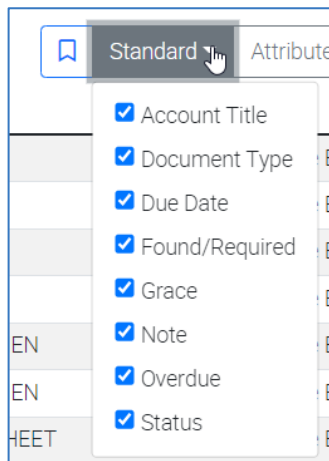 Standard Attribute
Account Title
Document Type
Due Date
Found/Required
Grace
EN Note
EN Overdue
HEET Status